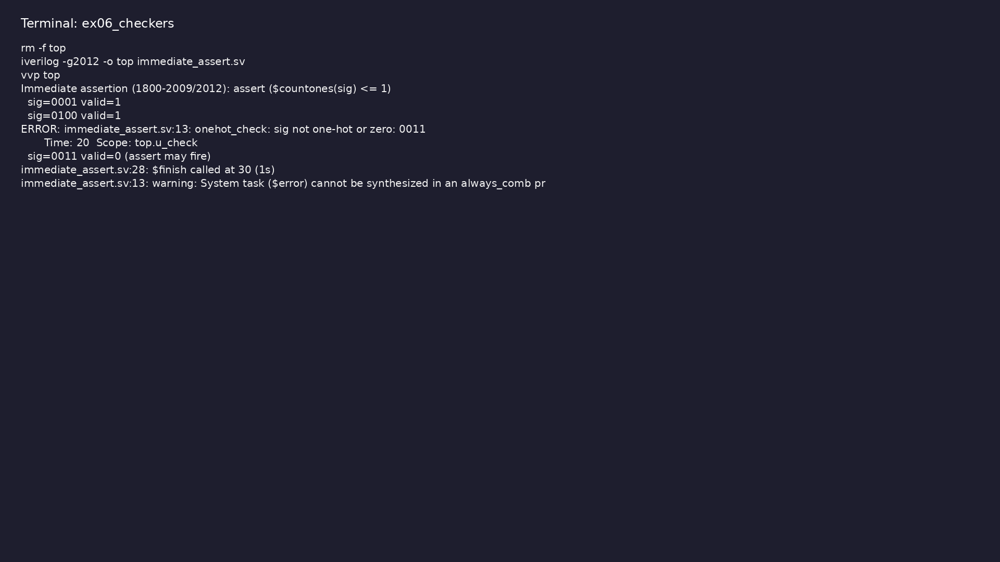 Terminal: ex06_checkers
rm -f top
iverilog -g2012 -o top immediate_assert.sv
vvp top
Immediate assertion (1800-2009/2012): assert ($countones(sig) <= 1)
  sig=0001 valid=1
  sig=0100 valid=1
ERROR: immediate_assert.sv:13: onehot_check: sig not one-hot or zero: 0011
       Time: 20  Scope: top.u_check
  sig=0011 valid=0 (assert may fire)
immediate_assert.sv:28: $finish called at 30 (1s)
immediate_assert.sv:13: warning: System task ($error) cannot be synthesized in an always_comb pr